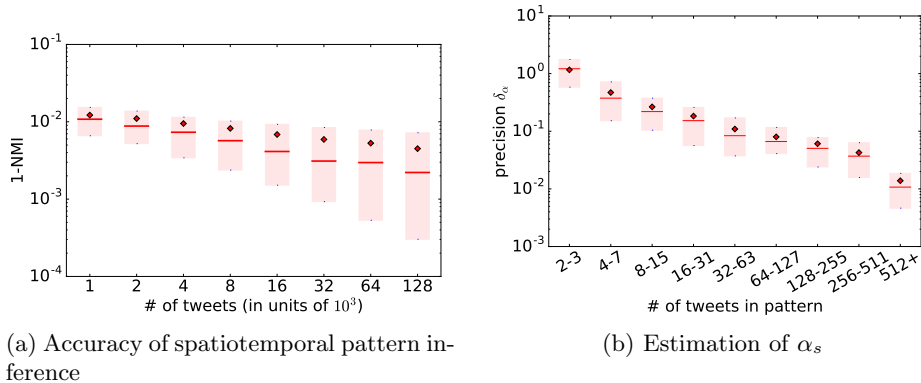 10^-1
10^-2
10^-3
10^-4
1-NMI
1 2 4 8 16 32 64 128
# of tweets (in units of 10^3)
(a) Accuracy of spatiotemporal pattern in-
ference
10^1
10^0
10^-1
10^-2
10^-3
precision δ_α
2-3 4-7 8-15 16-31 32-63 64-127 128-255 256-511 512+
# of tweets in pattern
(b) Estimation of α_s